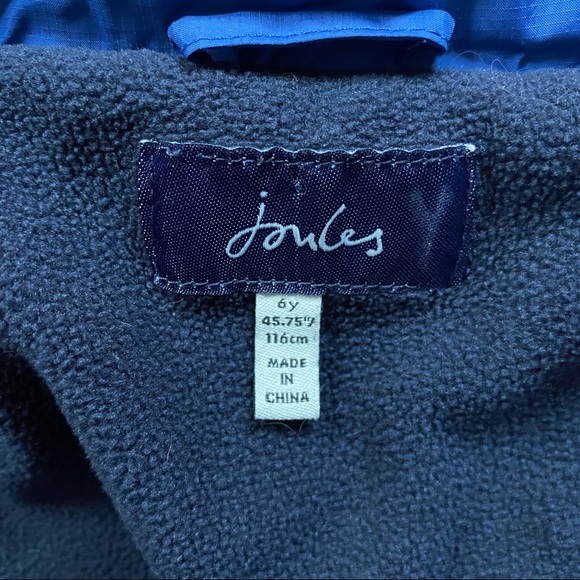 joules
6y
45.75"/
116cm
MADE
IN
CHINA